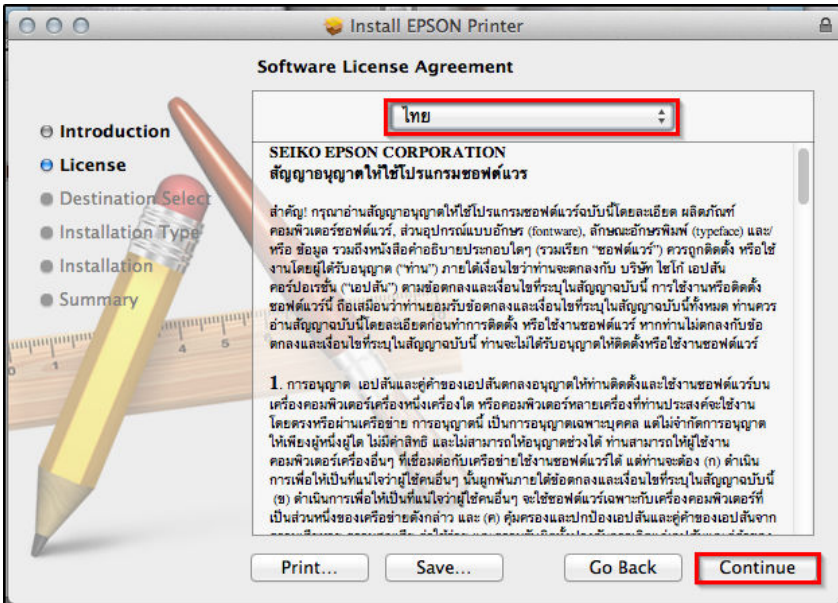 Install EPSON Printer
Software License Agreement
Introduction
License
Destination Select
Installation Type
Installation
Summary
ไทย
SEIKO EPSON CORPORATION
สัญญาอนุญาตให้ใช้โปรแกรมซอฟต์แวร
สำคัญ! กรุณาอ่านสัญญาอนุญาตให้ใช้โปรแกรมซอฟต์แวร์ฉบับนี้โดยละเอียด ผลิตภัณฑ์
คอมพิวเตอร์ซอฟต์แวร์, ส่วนอุปกรณ์แบบอักษร (fontware), ลักษณะอักษรพิมพ์ (typeface) และ/
หรือ ข้อมูล รวมถึงหนังสือคำอธิบายประกอบใดๆ (รวมเรียก “ซอฟต์แวร์”) ควรถูกติดตั้ง หรือใช้
งานโดยผู้ได้รับอนุญาต (“ท่าน”) ภายใต้เงื่อนไขว่าท่านจะตกลงกับ บริษัท ไซโก้ เอปสัน
คอร์ปอเรชั่น (“เอปสัน”) ตามข้อตกลงและเงื่อนไขที่ระบุในสัญญาฉบับนี้ การใช้งานหรือติดตั้ง
ซอฟต์แวร์นี้ ถือเสมือนว่าท่านยอมรับข้อตกลงและเงื่อนไขที่ระบุในสัญญาฉบับนี้ทั้งหมด ท่านควร
อ่านสัญญาฉบับนี้โดยละเอียดก่อนทำการติดตั้ง หรือใช้งานซอฟต์แวร์ หากท่านไม่ตกลงกับข้อ
ตกลงและเงื่อนไขที่ระบุในสัญญาฉบับนี้ ท่านจะไม่ได้รับอนุญาตให้ติดตั้งหรือใช้งานซอฟต์แวร์
1. การอนุญาต เอปสันและคู่ค้าของเอปสันตกลงอนุญาตให้ท่านติดตั้งและใช้งานซอฟต์แวร์บน
เครื่องคอมพิวเตอร์เครื่องหนึ่งเครื่องใด หรือคอมพิวเตอร์หลายเครื่องที่ท่านประสงค์จะใช้งาน
โดยตรงหรือผ่านเครือข่าย การอนุญาตนี้ เป็นการอนุญาตเฉพาะบุคคล แต่ไม่จำกัดการอนุญาต
ให้เพียงผู้หนึ่งผู้ใด ไม่มีค่าสิทธิ และไม่สามารถให้อนุญาตช่วงได้ ท่านสามารถให้ผู้ใช้งาน
คอมพิวเตอร์เครื่องอื่นๆ ที่เชื่อมต่อกับเครือข่ายใช้งานซอฟต์แวร์ได้ แต่ท่านจะต้อง (ก) ดำเนิน
การเพื่อให้เป็นที่แน่ใจว่าผู้ใช้คนอื่นๆ นั้นผูกพันภายใต้ข้อตกลงและเงื่อนไขที่ระบุในสัญญาฉบับนี้
(ข) ดำเนินการเพื่อให้เป็นที่แน่ใจว่าผู้ใช้คนอื่นๆ จะใช้ซอฟต์แวร์เฉพาะกับเครื่องคอมพิวเตอร์ที่
เป็นส่วนหนึ่งของเครือข่ายดังกล่าว และ (ค) คุ้มครองและปกป้องเอปสันและคู่ค้าของเอปสันจาก
Print...
Save...
Go Back
Continue